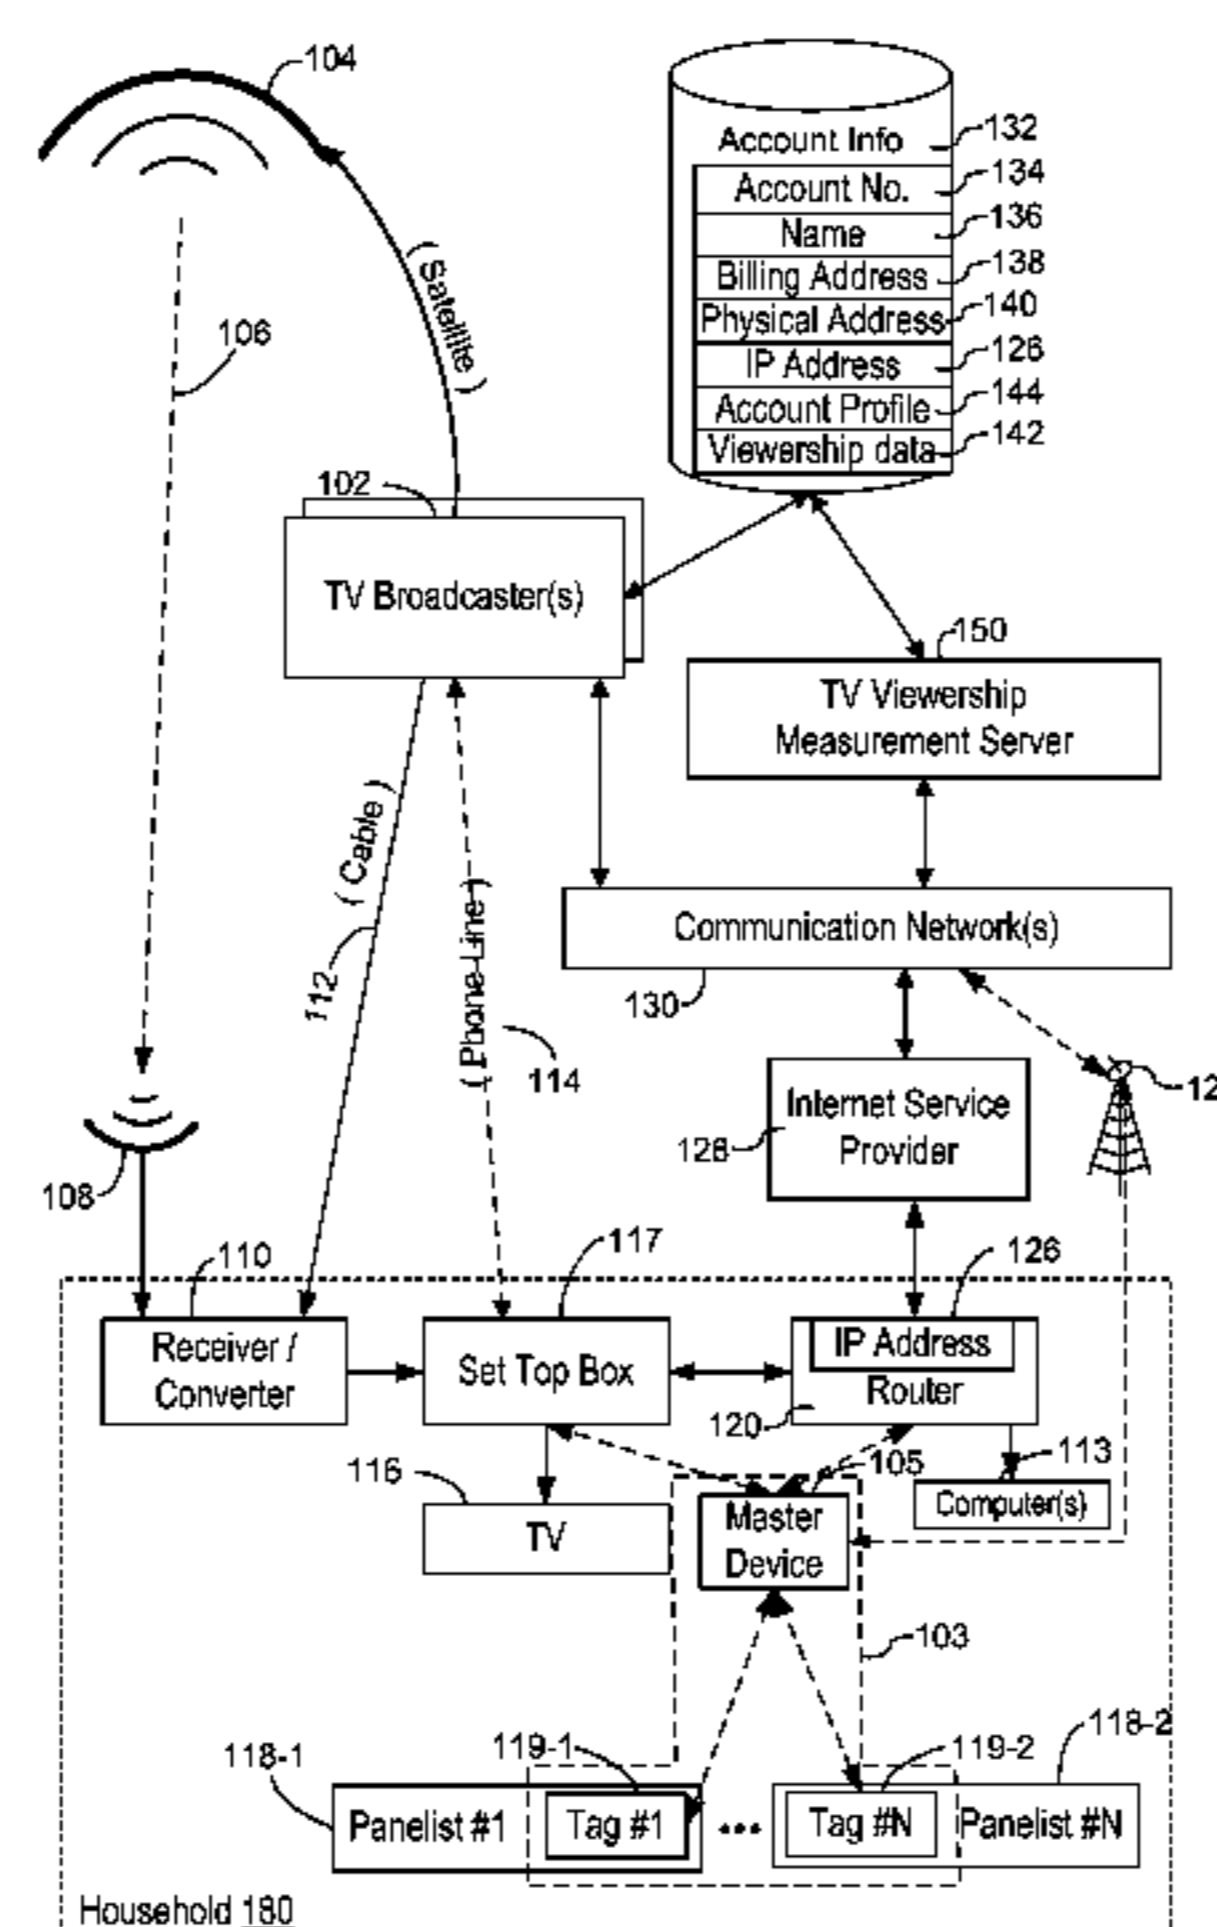 104
Account Info
132
Account No.
134
Name
136
Billing Address
138
Physical Address
140
IP Address
126
Account Profile
144
Viewership data
142
( Satellite )
106
102
TV Broadcaster(s)
150
TV Viewership
Measurement Server
( Cable )
112
( Phone-Line )
114
Communication Network(s)
130
Internet Service
Provider
128
12
108
110
117
126
Receiver /
Converter
Set Top Box
IP Address
Router
120
116
TV
105
113
Master
Device
Computer(s)
103
118-1
119-1
119-2
118-2
Panelist #1
Tag #1
...
Tag #N
Panelist #N
Household 180